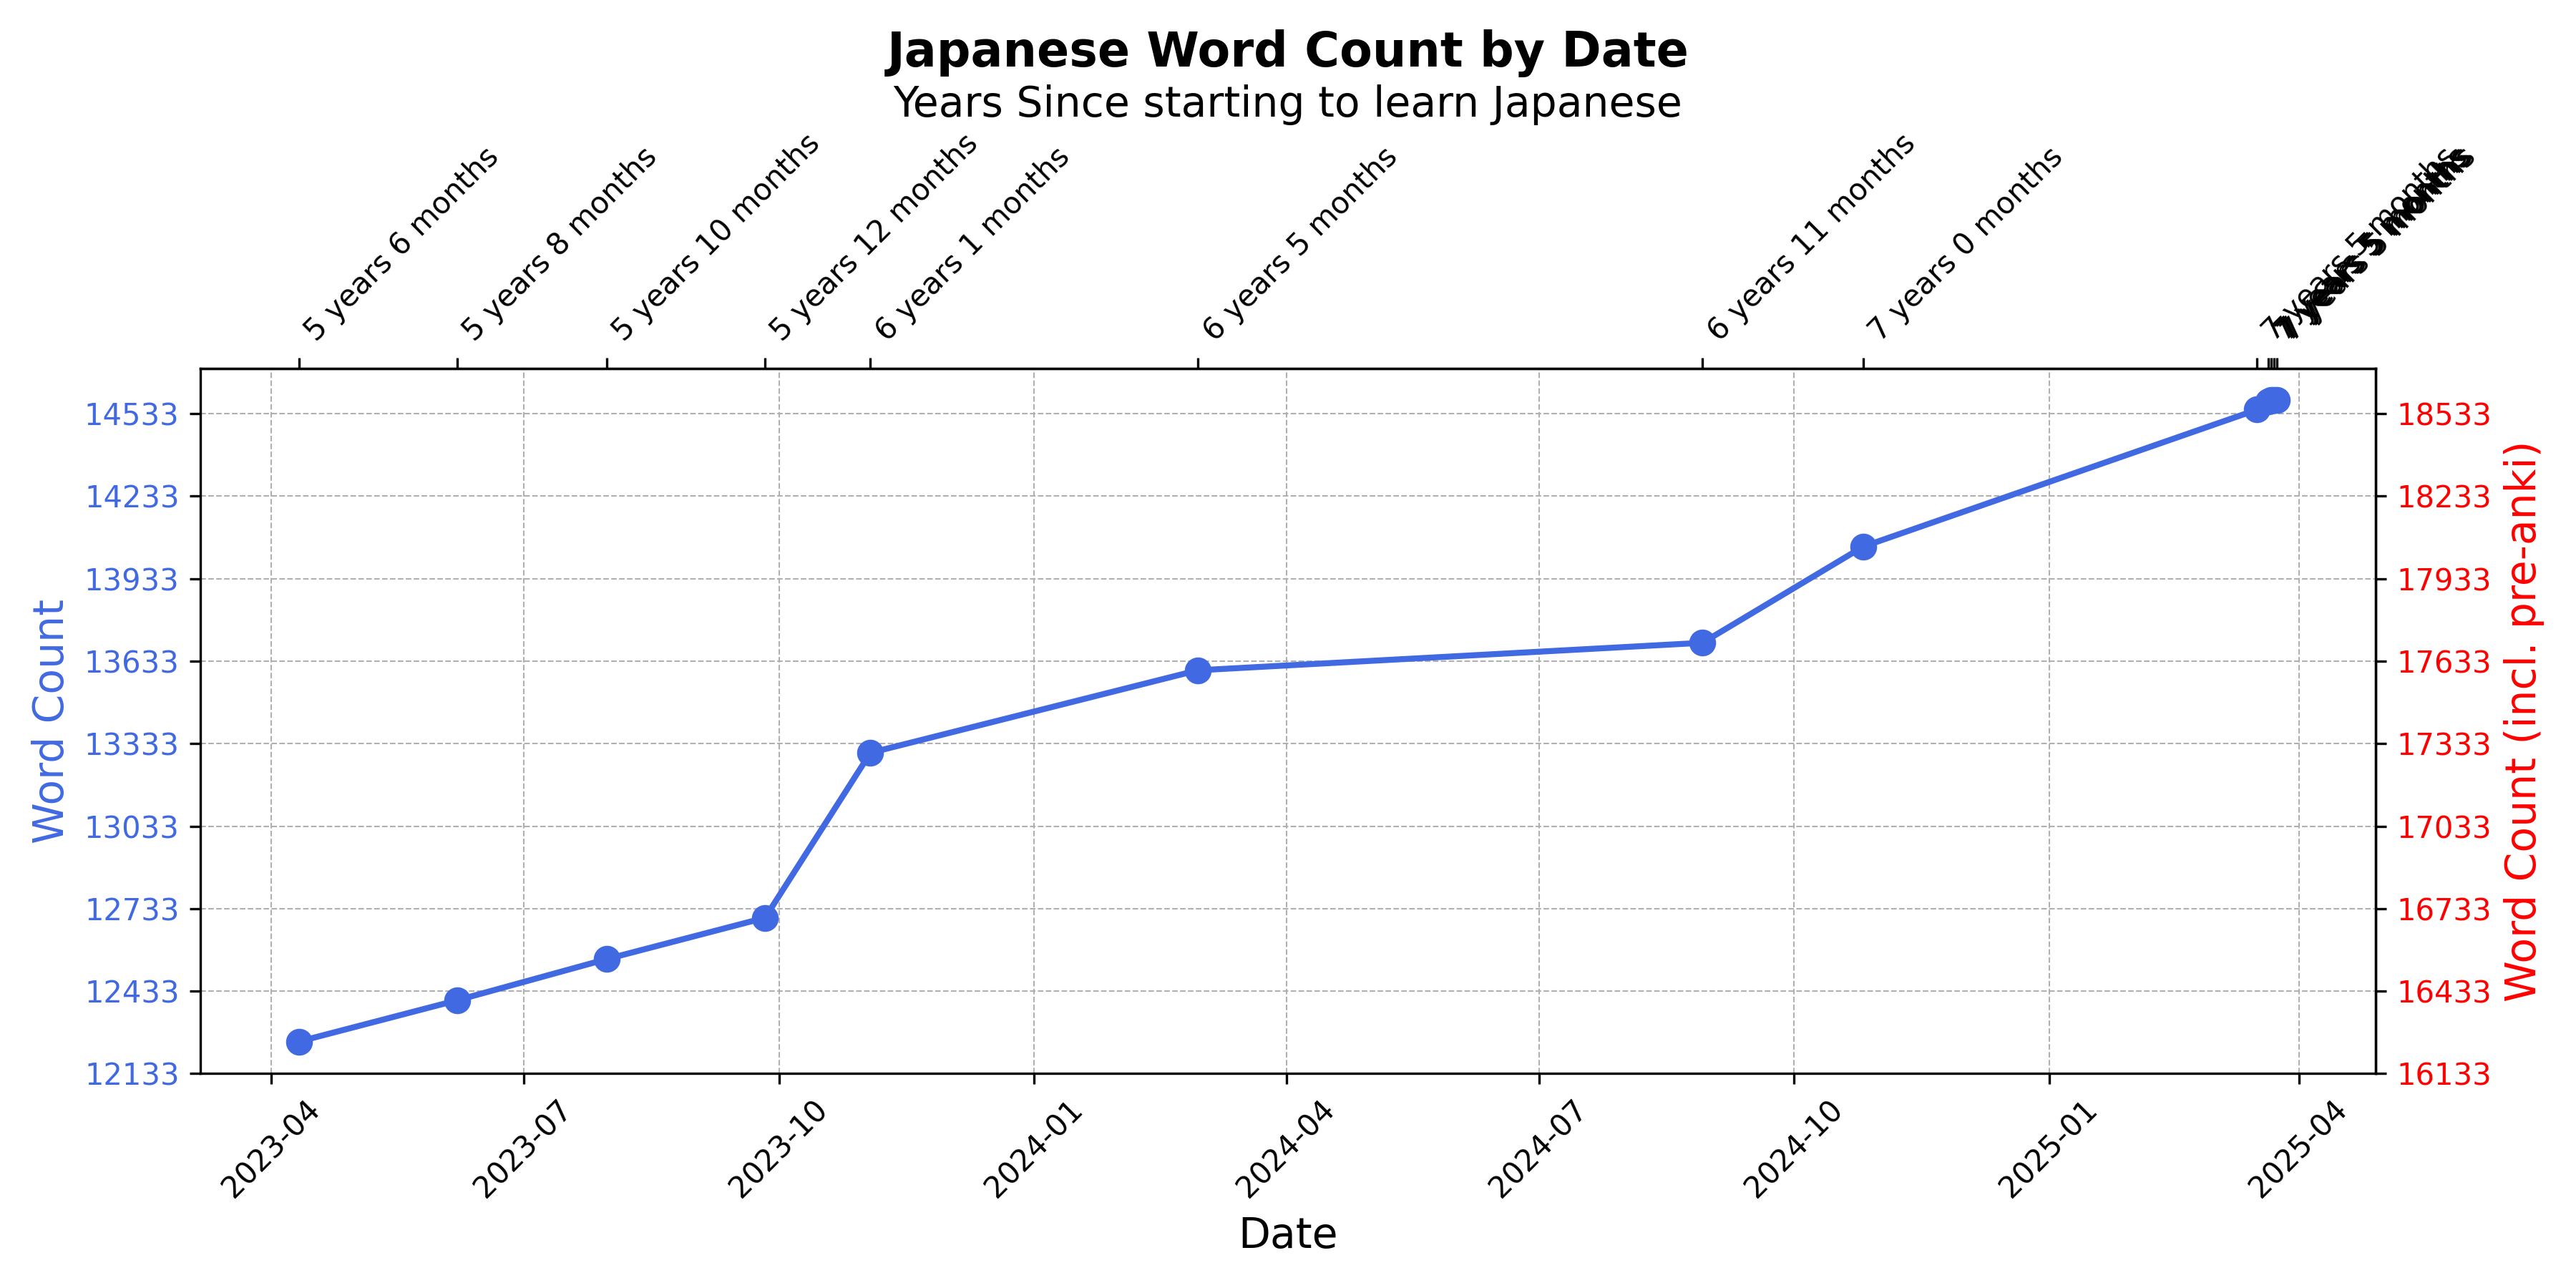 Japanese Word Count by Date
Years Since starting to learn Japanese
5 years 6 months
5 years 8 months
5 years 10 months
5 years 12 months
6 years 1 months
6 years 5 months
6 years 11 months
7 years 0 months
7 years 5 months
14533
14233
13933
13633
13333
13033
12733
12433
12133
Word Count
18533
18233
17933
17633
17333
17033
16733
16433
16133
Word Count (incl. pre-anki)
2023-04
2023-07
2023-10
2024-01
2024-04
2024-07
2024-10
2025-01
2025-04
Date